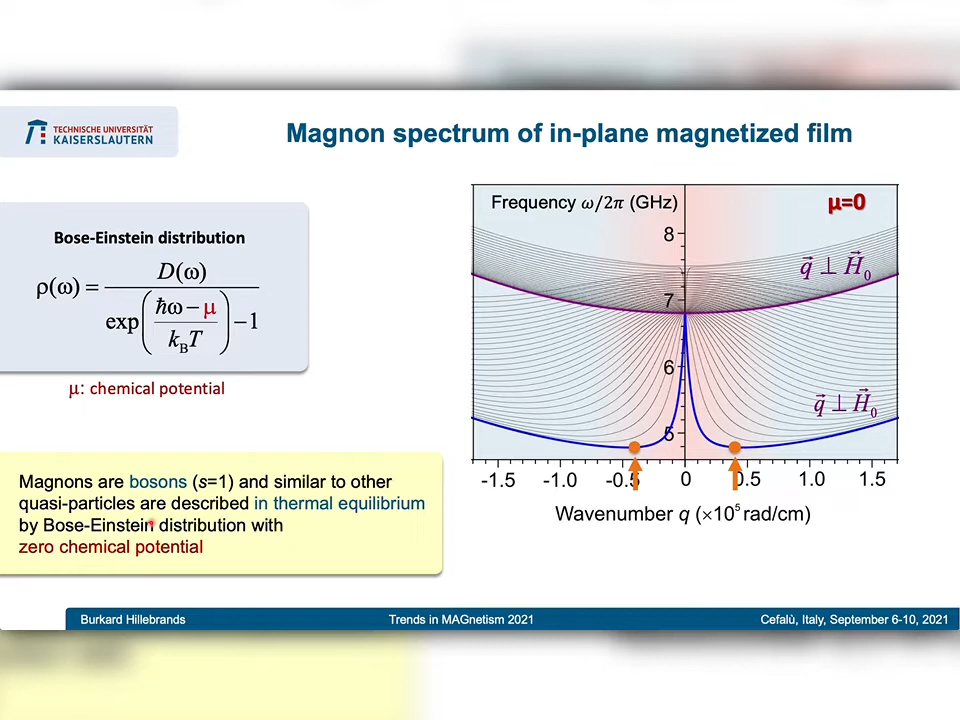 TECHNISCHE UNIVERSITÄT
KAISERSLAUTERN
Magnon spectrum of in-plane magnetized film
Bose-Einstein distribution
ρ(ω) = D(ω) / (exp((ħω − μ) / (k_B T)) − 1)
μ: chemical potential
Magnons are bosons (s=1) and similar to other
quasi-particles are described in thermal equilibrium
by Bose-Einstein distribution with
zero chemical potential
Frequency ω/2π (GHz)
μ=0
8
q⃗ ⊥ H⃗₀
7
6
q⃗ ⊥ H⃗₀
5
-1.5 -1.0 -0.5 0 0.5 1.0 1.5
Wavenumber q (×10⁵ rad/cm)
Burkard Hillebrands
Trends in MAGnetism 2021
Cefalù, Italy, September 6-10, 2021